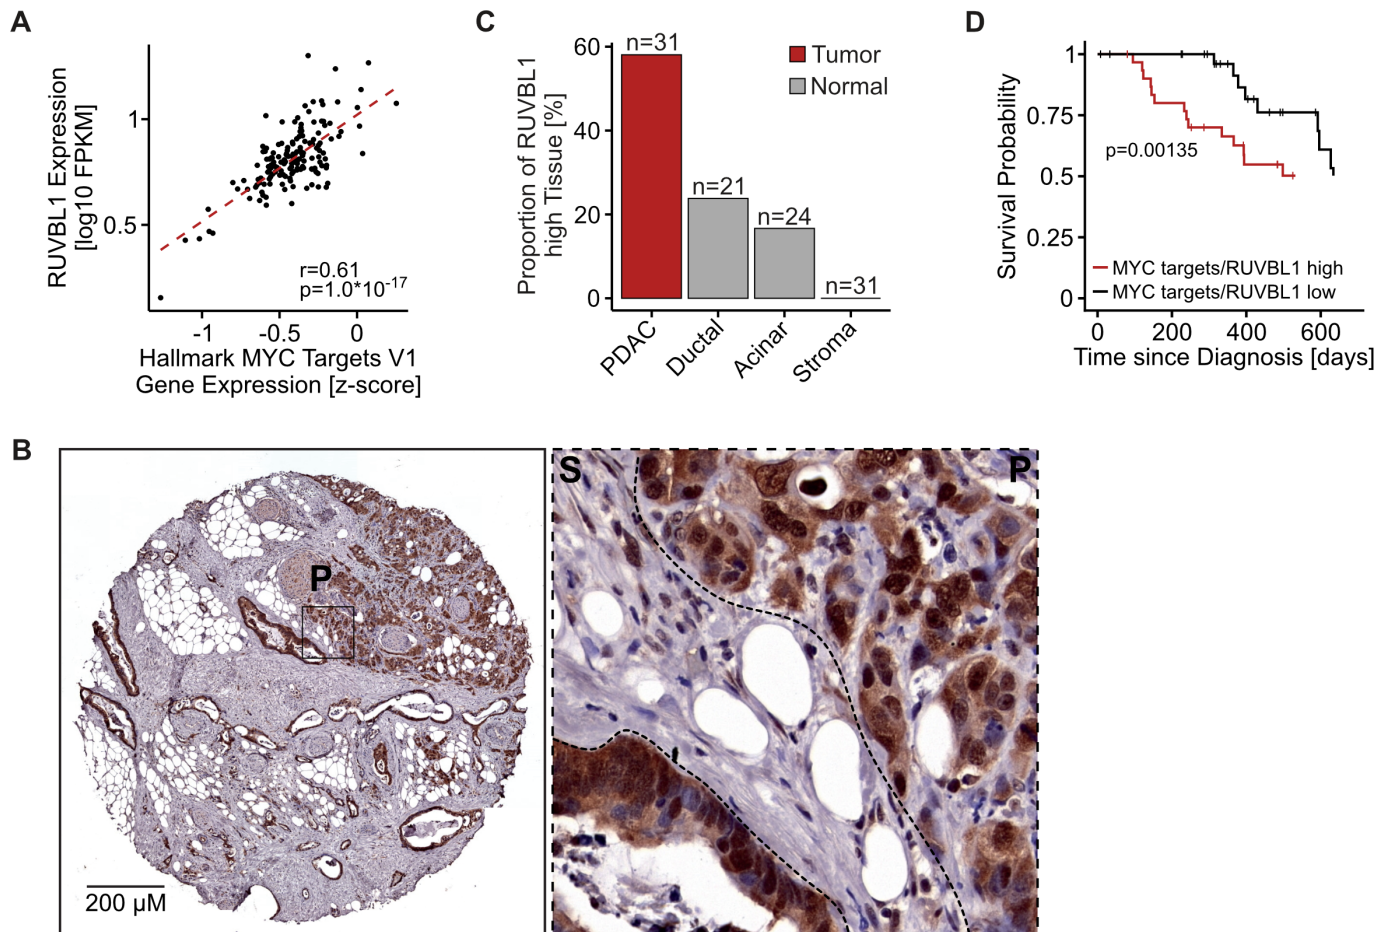 A
RUVBL1 Expression
[log10 FPKM]
1
0.5
r=0.61
p=1.0*10-17
-1
-0.5
0
Hallmark MYC Targets V1
Gene Expression [z-score]
C
Proportion of RUVBL1
high Tissue [%]
60
40
20
0
n=31
n=21
n=24
n=31
Tumor
Normal
PDAC
Ductal
Acinar
Stroma
D
Survival Probability
1
0.75
0.5
0.25
0
p=0.00135
MYC targets/RUVBL1 high
MYC targets/RUVBL1 low
0
200
400
600
Time since Diagnosis [days]
B
P
200 µM
S
P